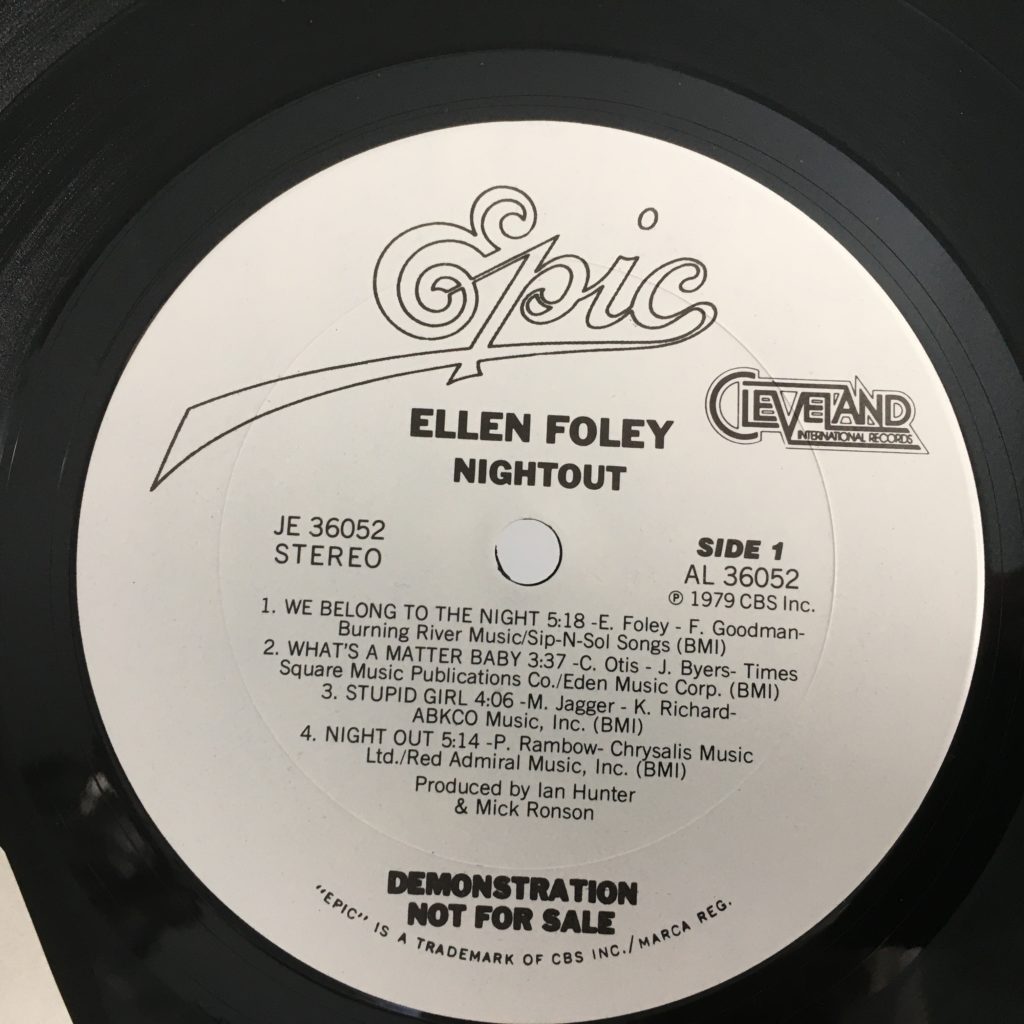 Epic
CLEVELAND
INTERNATIONAL RECORDS
ELLEN FOLEY
NIGHTOUT
JE 36052
STEREO
SIDE 1
AL 36052
℗ 1979 CBS Inc.
1. WE BELONG TO THE NIGHT 5:18 -E. Foley - F. Goodman-
Burning River Music/Sip-N-Sol Songs (BMI)
2. WHAT'S A MATTER BABY 3:37 -C. Otis - J. Byers- Times
Square Music Publications Co./Eden Music Corp. (BMI)
3. STUPID GIRL 4:06 -M. Jagger - K. Richard-
ABKCO Music, Inc. (BMI)
4. NIGHT OUT 5:14 -P. Rambow- Chrysalis Music
Ltd./Red Admiral Music, Inc. (BMI)
Produced by Ian Hunter
& Mick Ronson
DEMONSTRATION
NOT FOR SALE
"EPIC" IS A TRADEMARK OF CBS INC./MARCA REG.